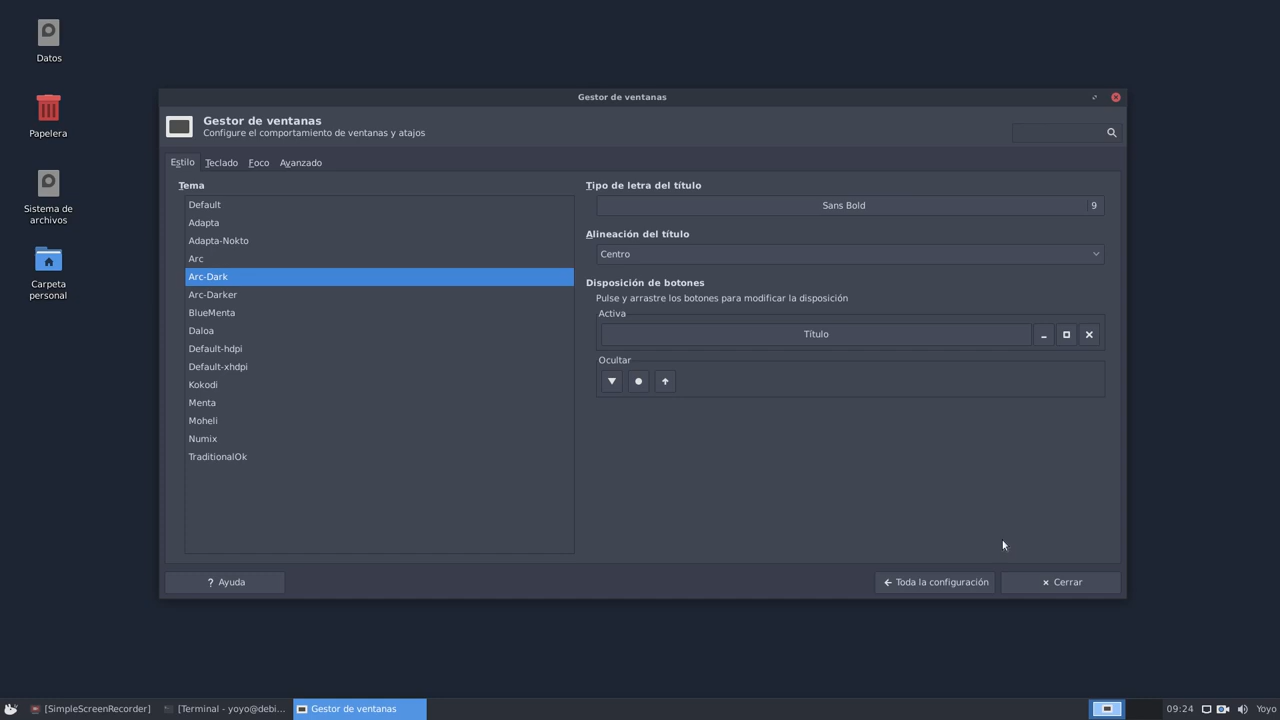 Datos
Papelera
Sistema de
archivos
Carpeta
personal
Gestor de ventanas
Gestor de ventanas
Configure el comportamiento de ventanas y atajos
Estilo Teclado Foco Avanzado
Tema
Default
Adapta
Adapta-Nokto
Arc
Arc-Dark
Arc-Darker
BlueMenta
Daloa
Default-hdpi
Default-xhdpi
Kokodi
Menta
Moheli
Numix
TraditionalOk
Tipo de letra del título
Sans Bold 9
Alineación del título
Centro
Disposición de botones
Pulse y arrastre los botones para modificar la disposición
Activa
Título
Ocultar
? Ayuda
Toda la configuración
Cerrar
[SimpleScreenRecorder]
[Terminal - yoyo@debi...
Gestor de ventanas
09:24
Yoyo